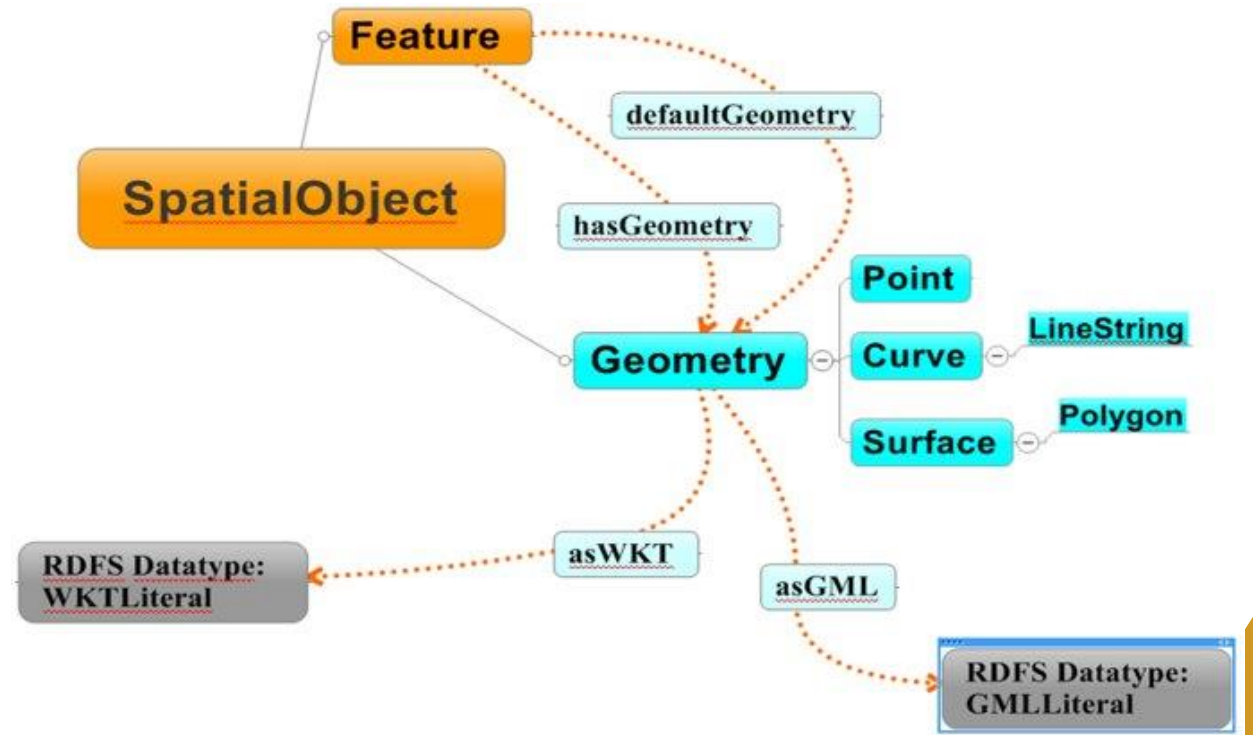 Feature
defaultGeometry
SpatialObject
hasGeometry
Point
LineString
Geometry
Curve
Polygon
Surface
asWKT
RDFS Datatype:
WKTLiteral
asGML
RDFS Datatype:
GMLLiteral